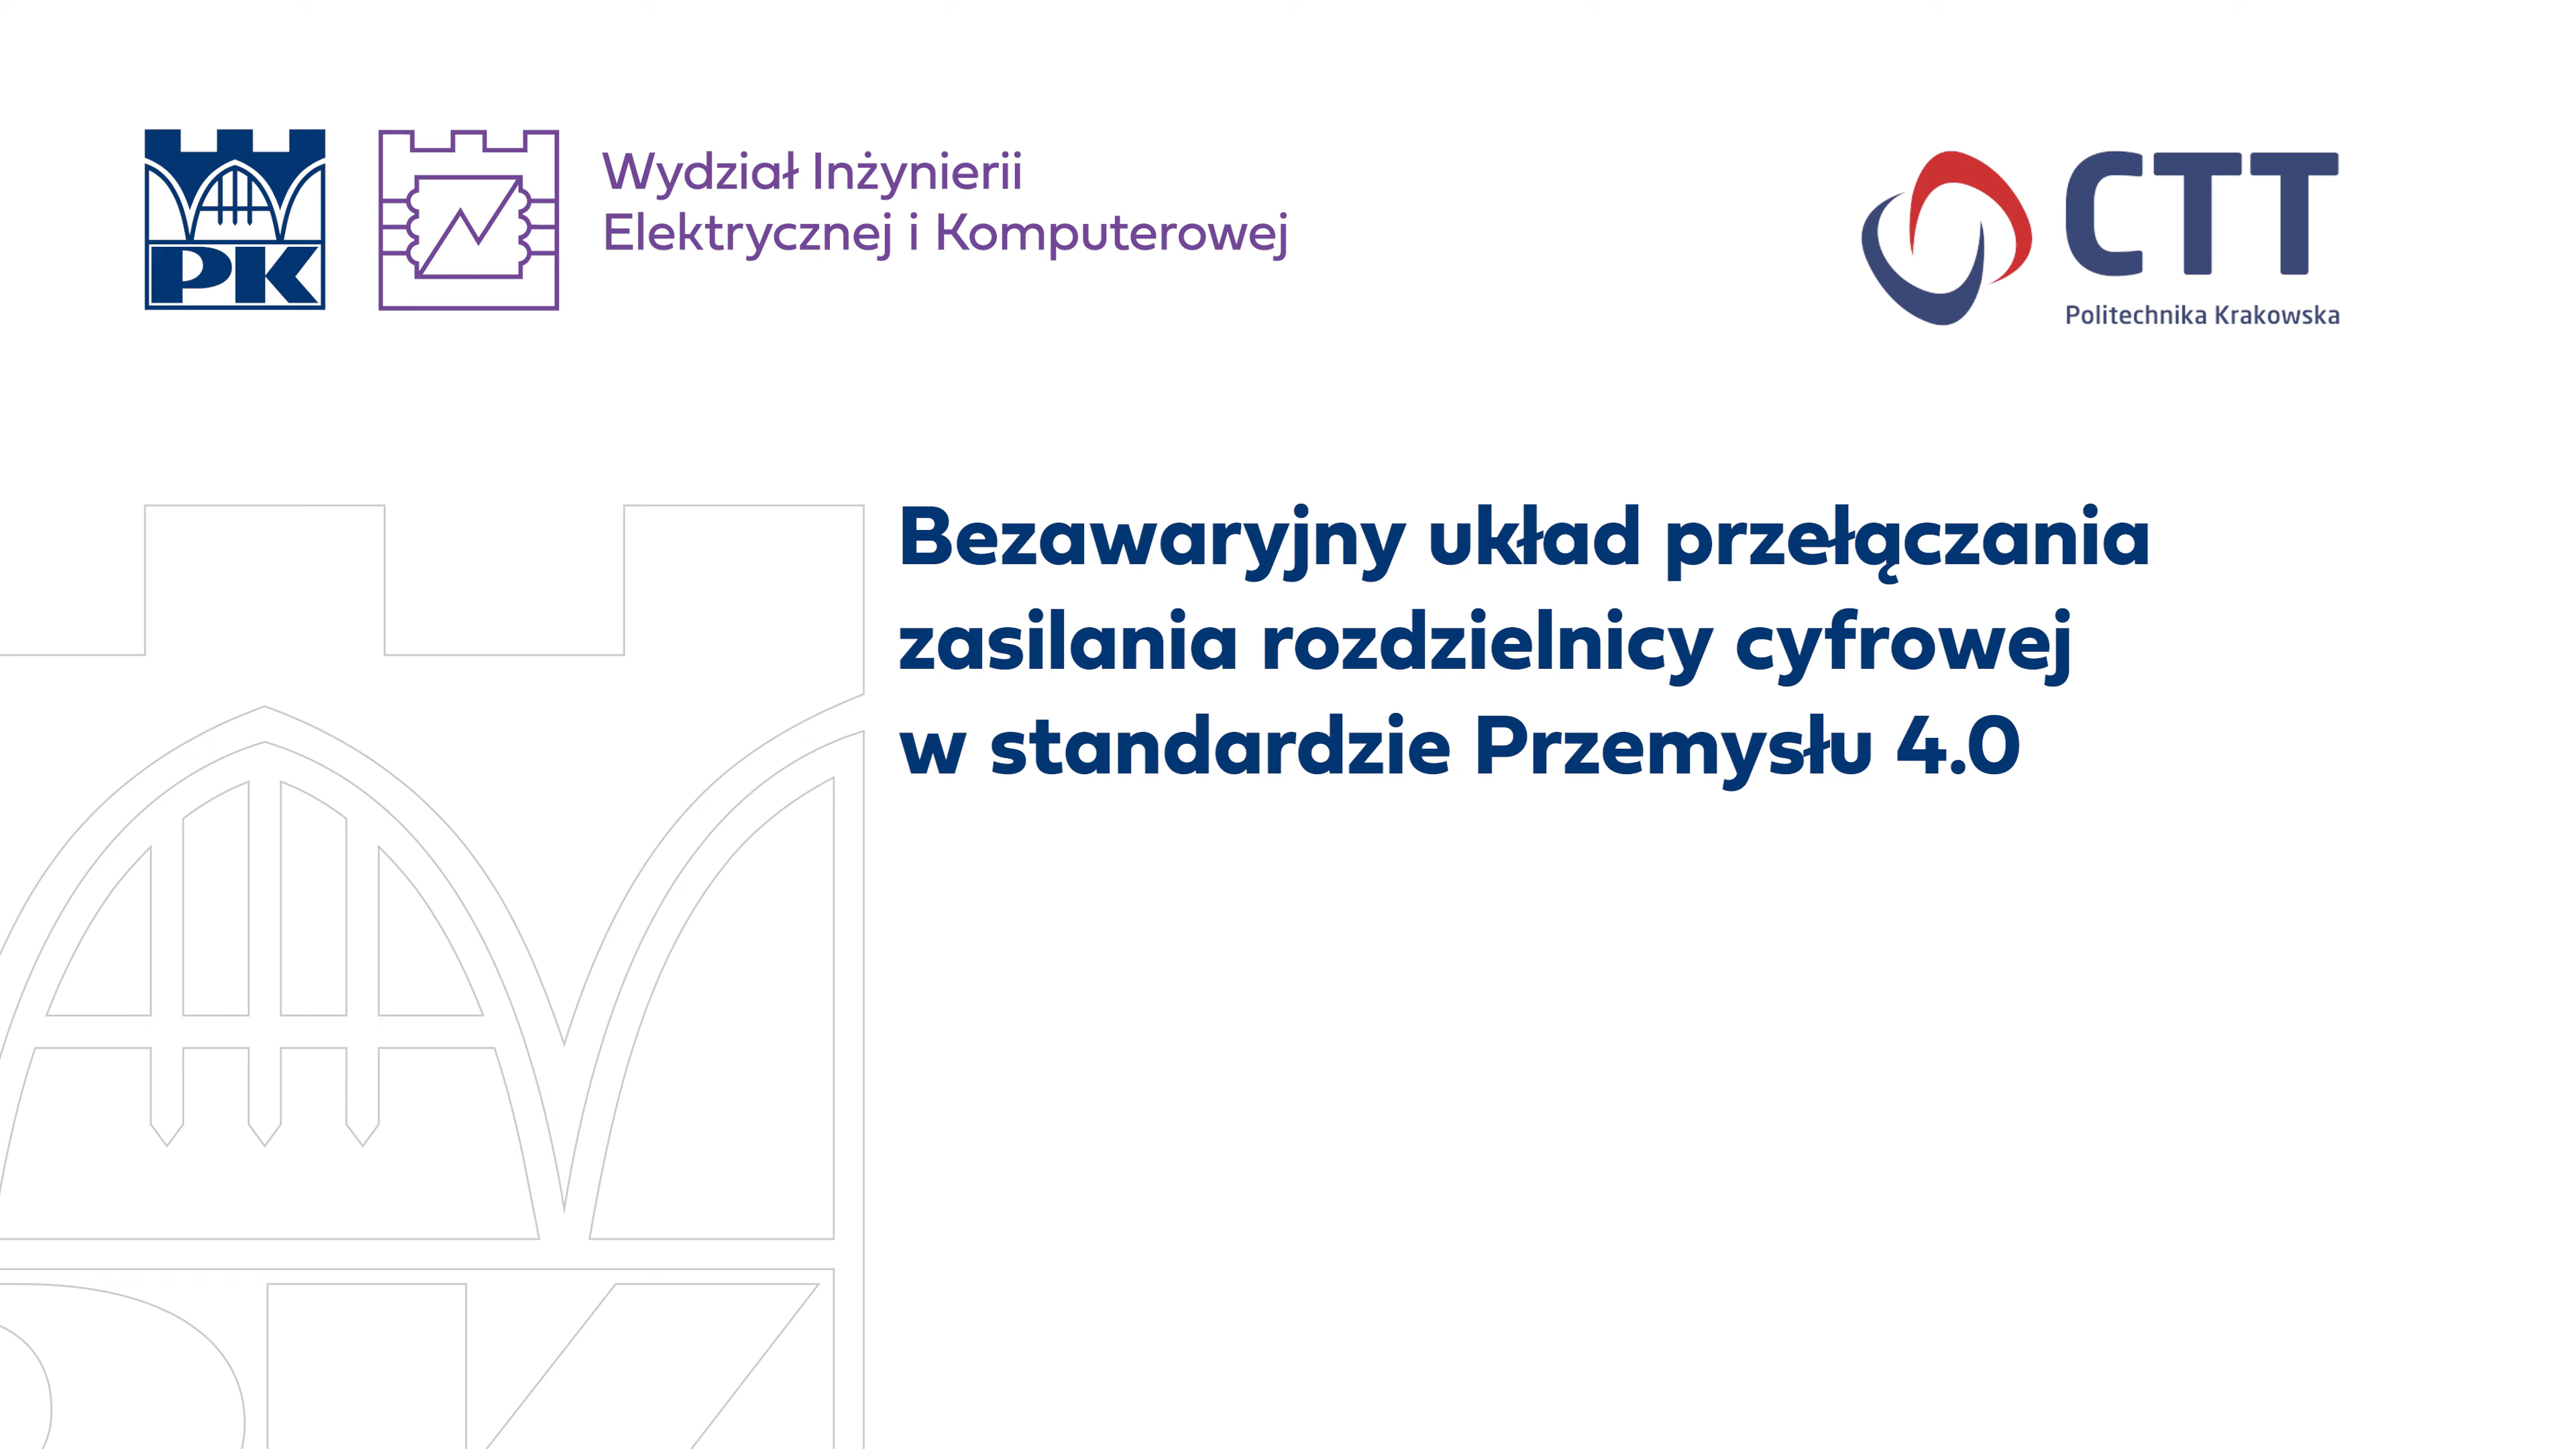 PK
Wydział Inżynierii
Elektrycznej i Komputerowej
CTT
Politechnika Krakowska
Bezawaryjny układ przełączania
zasilania rozdzielnicy cyfrowej
w standardzie Przemysłu 4.0